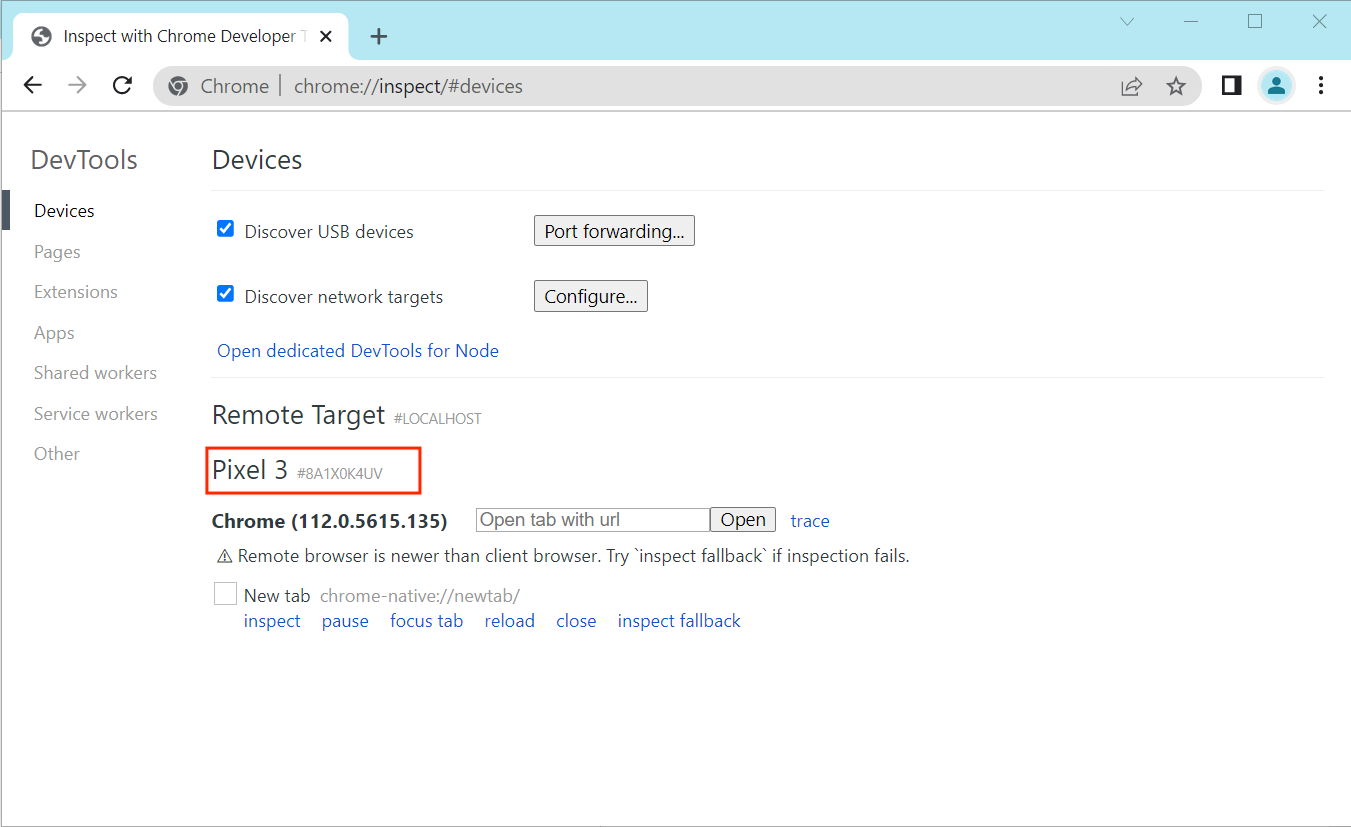 Inspect with Chrome Developer T
Chrome chrome://inspect/#devices
DevTools
Devices
Pages
Extensions
Apps
Shared workers
Service workers
Other
Devices
Discover USB devices Port forwarding...
Discover network targets Configure...
Open dedicated DevTools for Node
Remote Target #LOCALHOST
Pixel 3 #8A1X0K4UV
Chrome (112.0.5615.135) Open tab with url Open trace
⚠ Remote browser is newer than client browser. Try `inspect fallback` if inspection fails.
New tab chrome-native://newtab/
inspect pause focus tab reload close inspect fallback